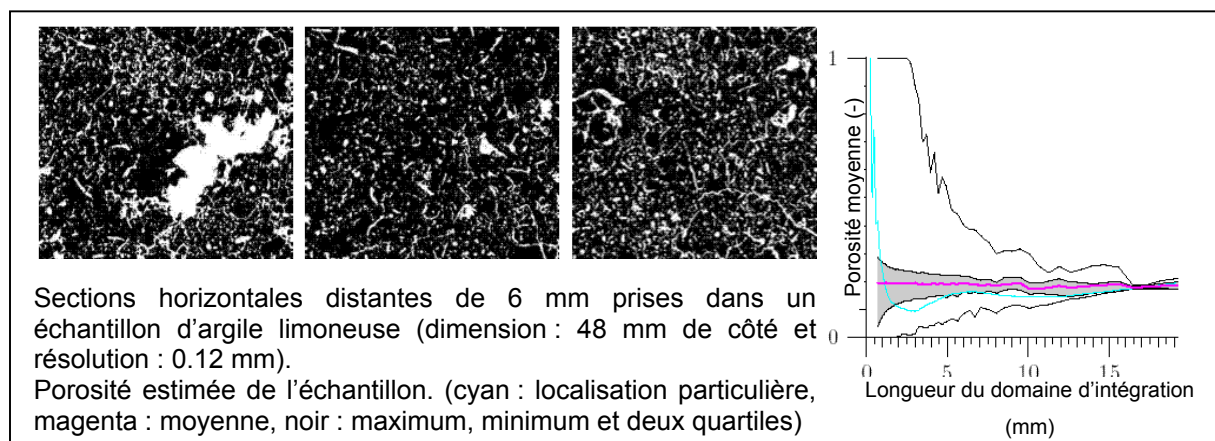 Sections horizontales distantes de 6 mm prises dans un
échantillon d'argile limoneuse (dimension : 48 mm de côté et
résolution : 0.12 mm).
Porosité estimée de l'échantillon. (cyan : localisation particulière,
magenta : moyenne, noir : maximum, minimum et deux quartiles)
1
Porosité moyenne (-)
0
0 5 10 15
Longueur du domaine d'intégration
(mm)